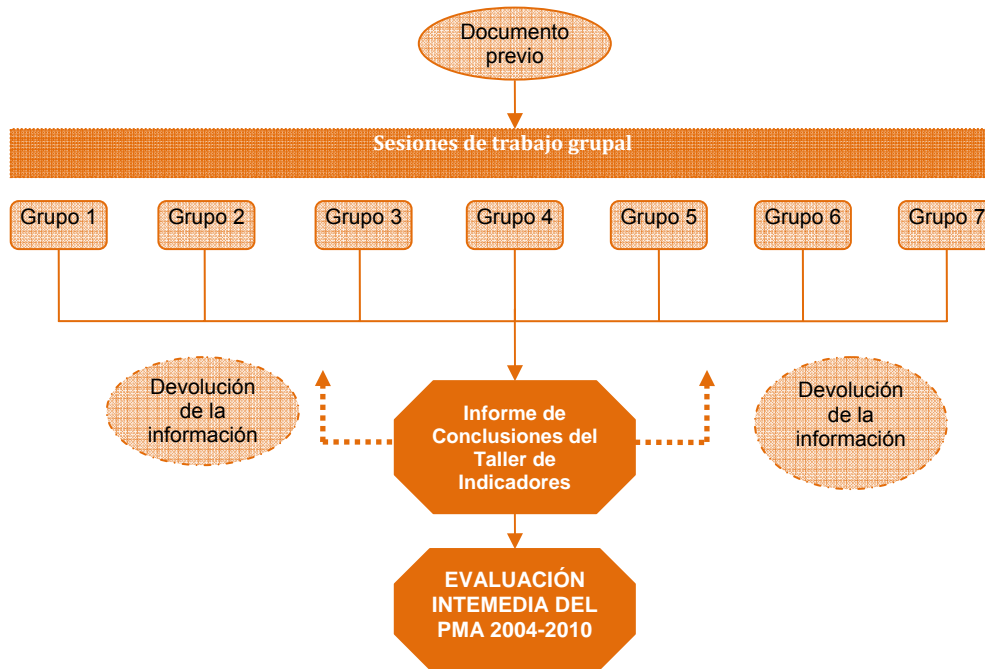 Documento
previo
Sesiones de trabajo grupal
Grupo 1
Grupo 2
Grupo 3
Grupo 4
Grupo 5
Grupo 6
Grupo 7
Devolución
de la
información
Informe de
Conclusiones del
Taller de
Indicadores
Devolución
de la
información
EVALUACIÓN
INTEMEDIA DEL
PMA 2004-2010